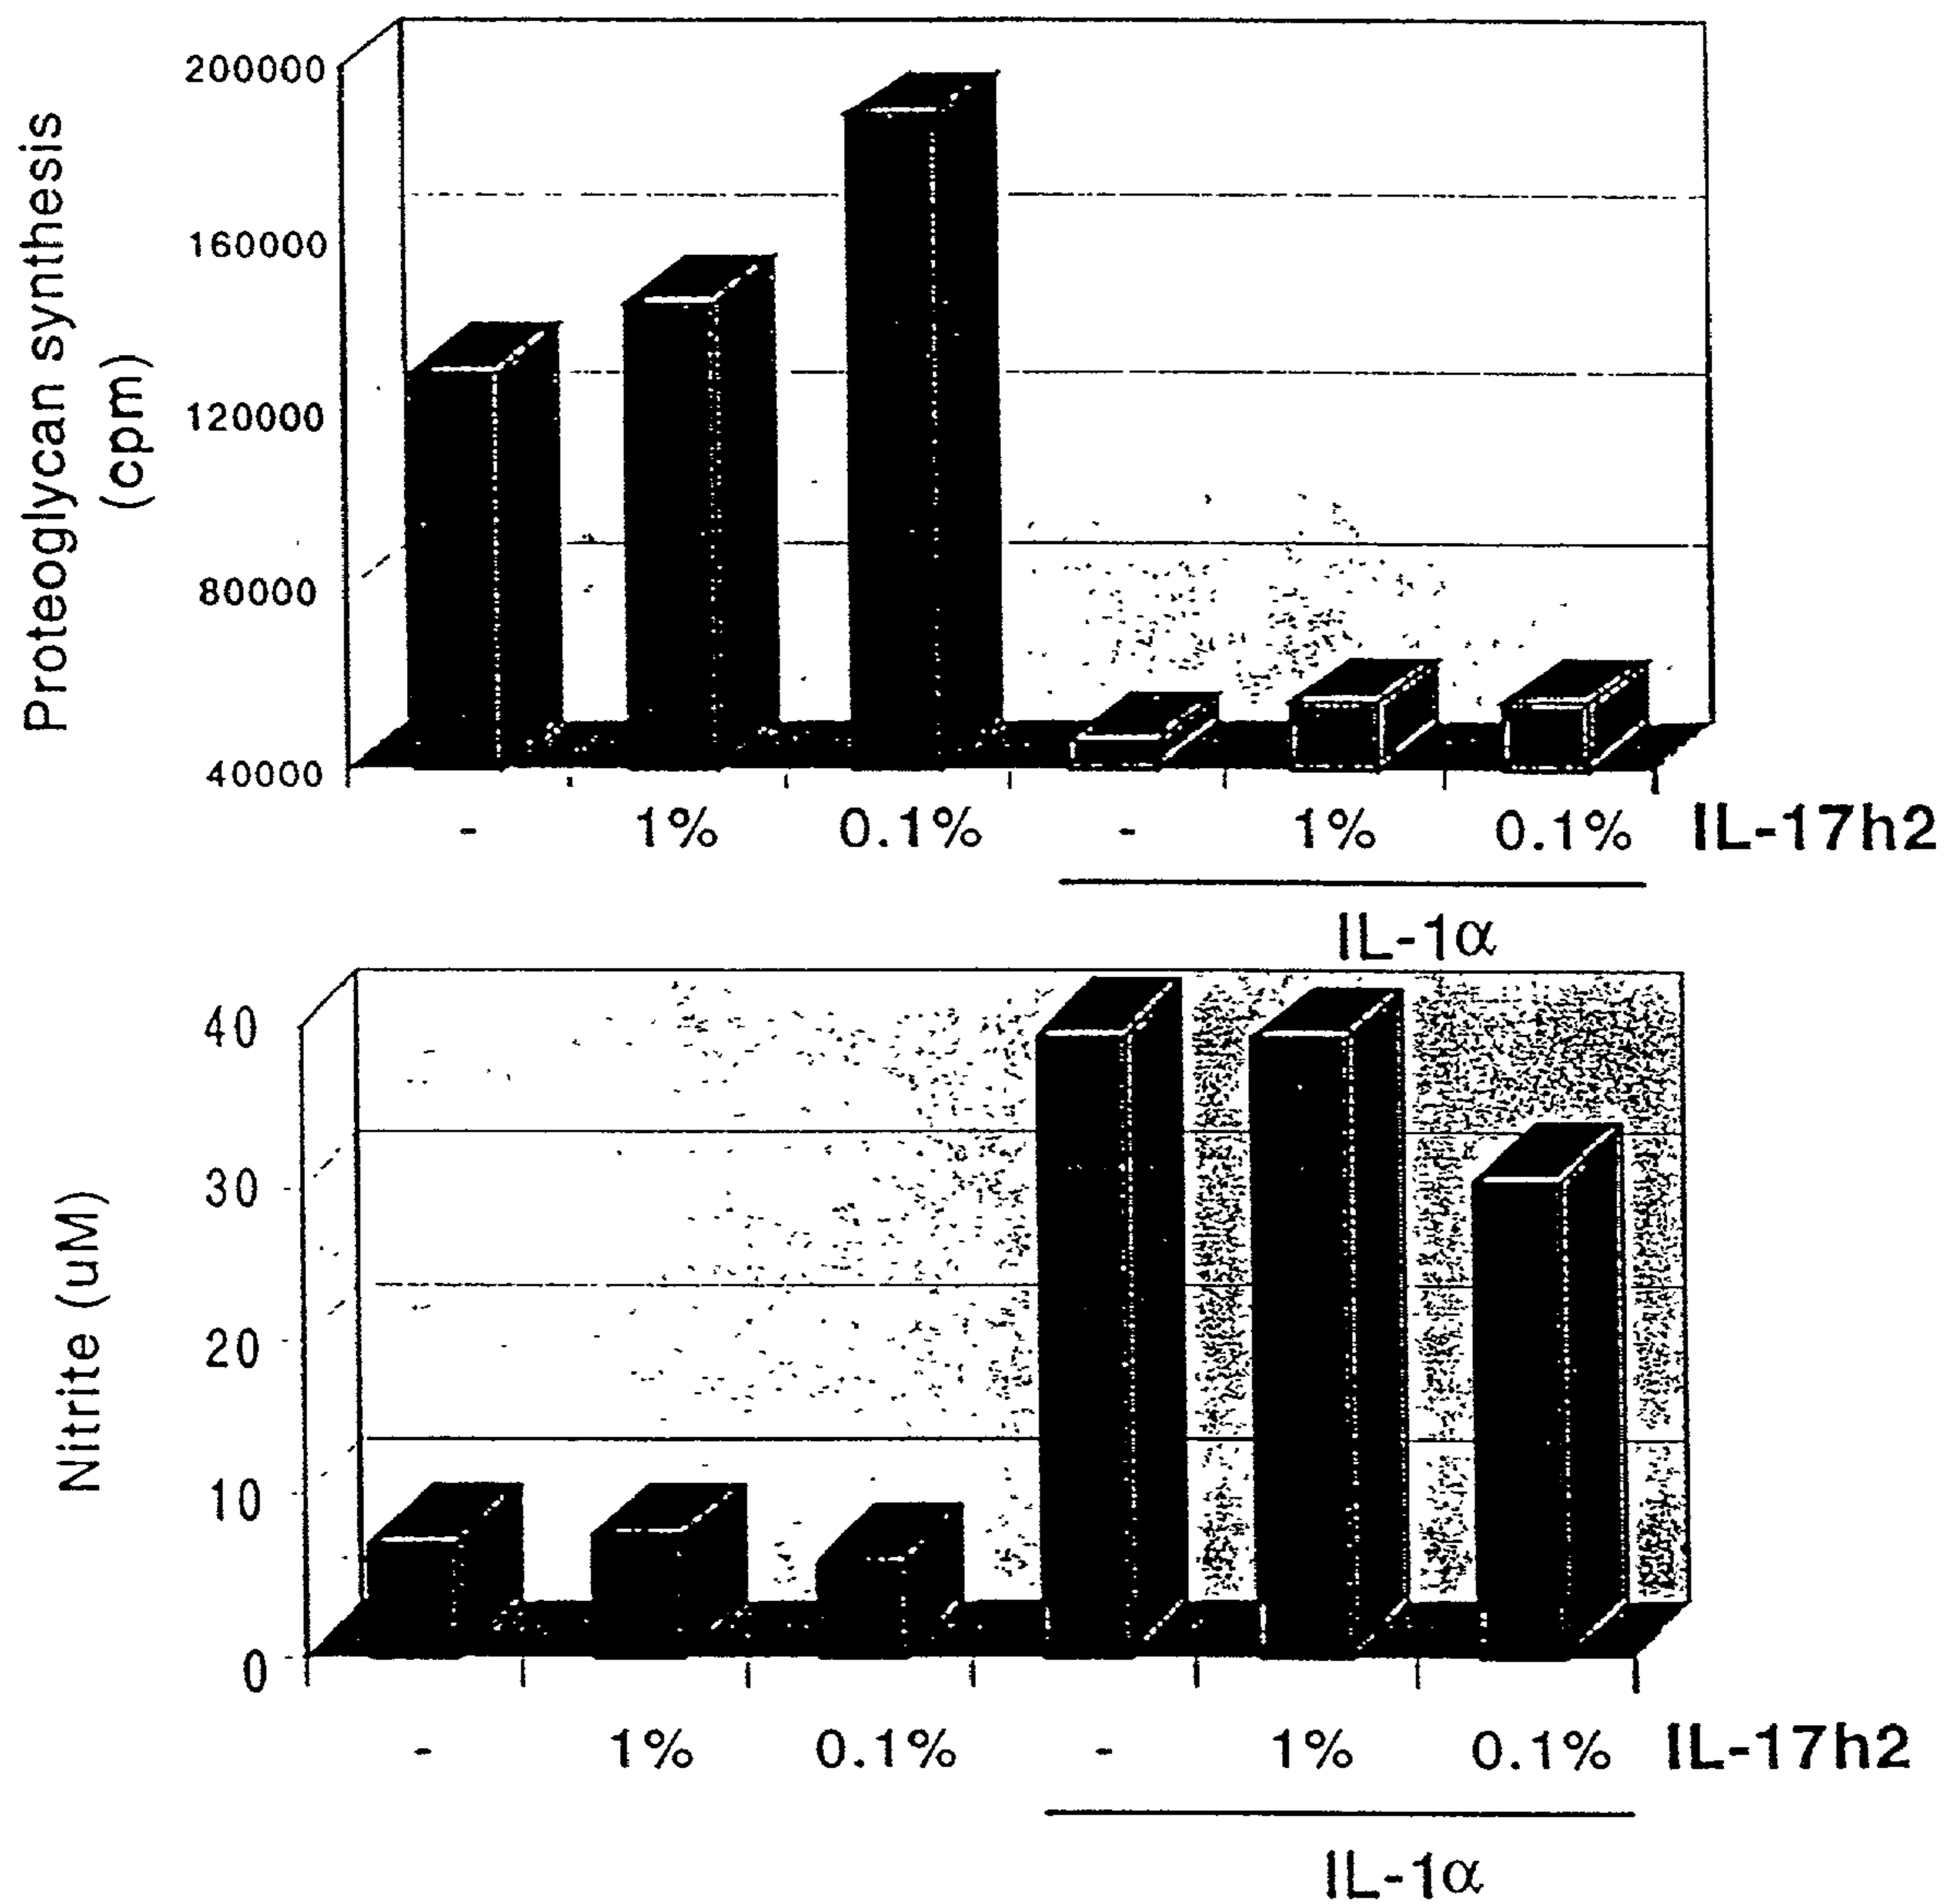 Proteoglycan synthesis
(cpm)
200000
160000
120000
80000
40000
- 1% 0.1% - 1% 0.1% IL-17h2
IL-1α
Nitrite (uM)
40
30
20
10
0
- 1% 0.1% - 1% 0.1% IL-17h2
IL-1α